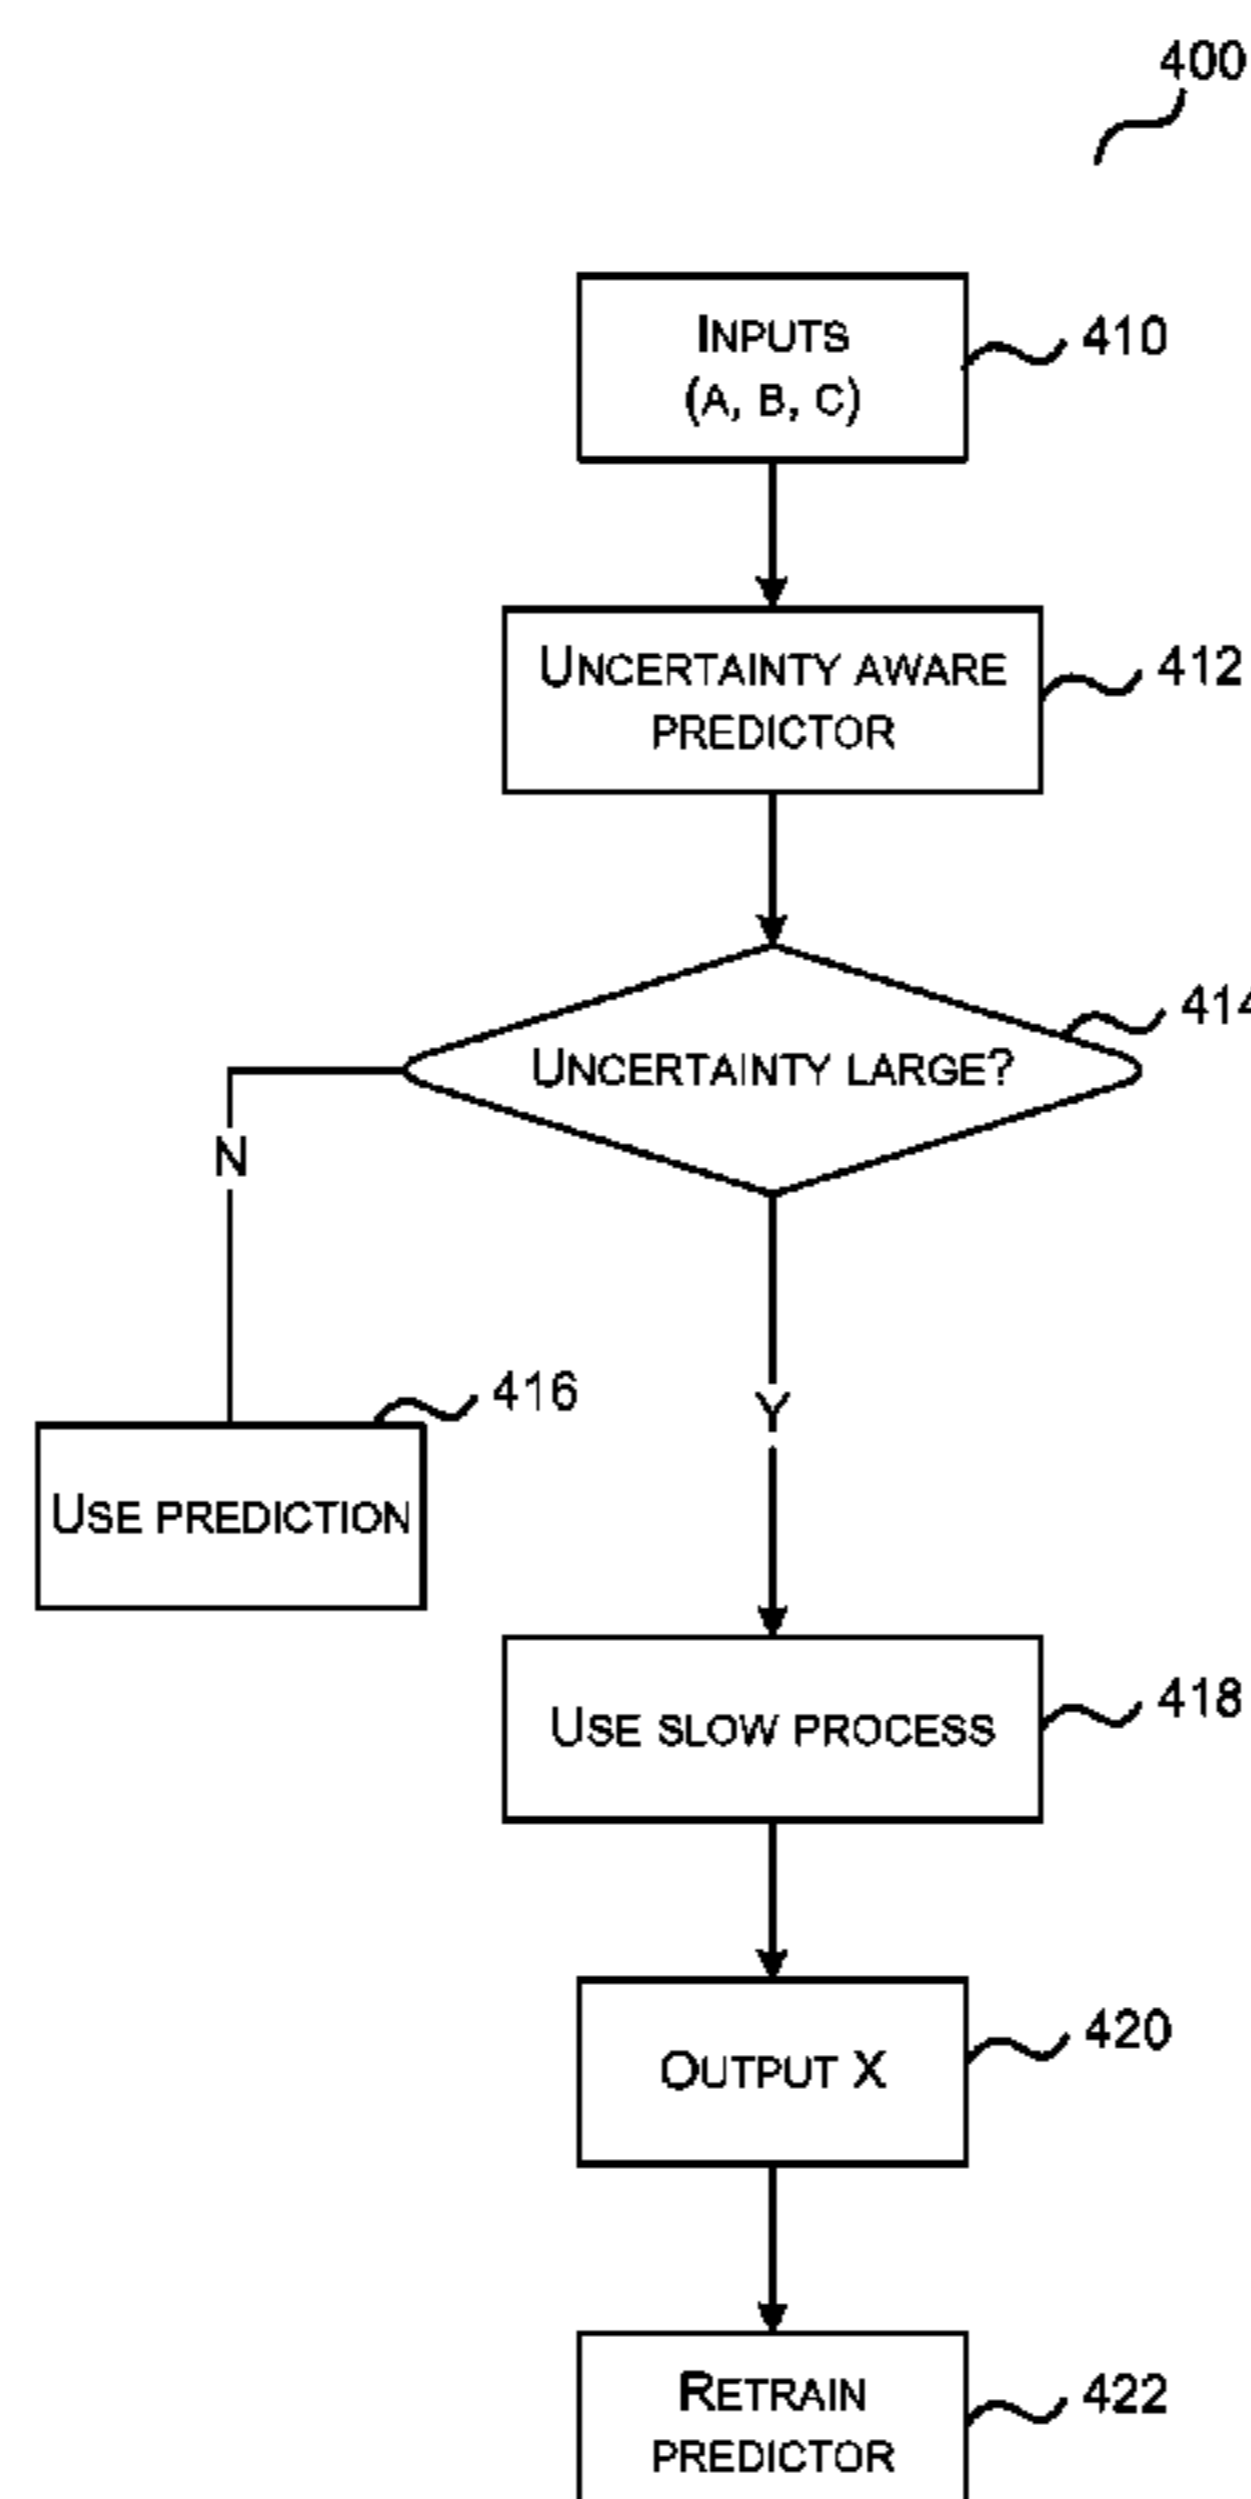 400
INPUTS
(A, B, C)
410
UNCERTAINTY AWARE
PREDICTOR
412
UNCERTAINTY LARGE?
414
N
Y
416
USE PREDICTION
USE SLOW PROCESS
418
OUTPUT X
420
RETRAIN
PREDICTOR
422